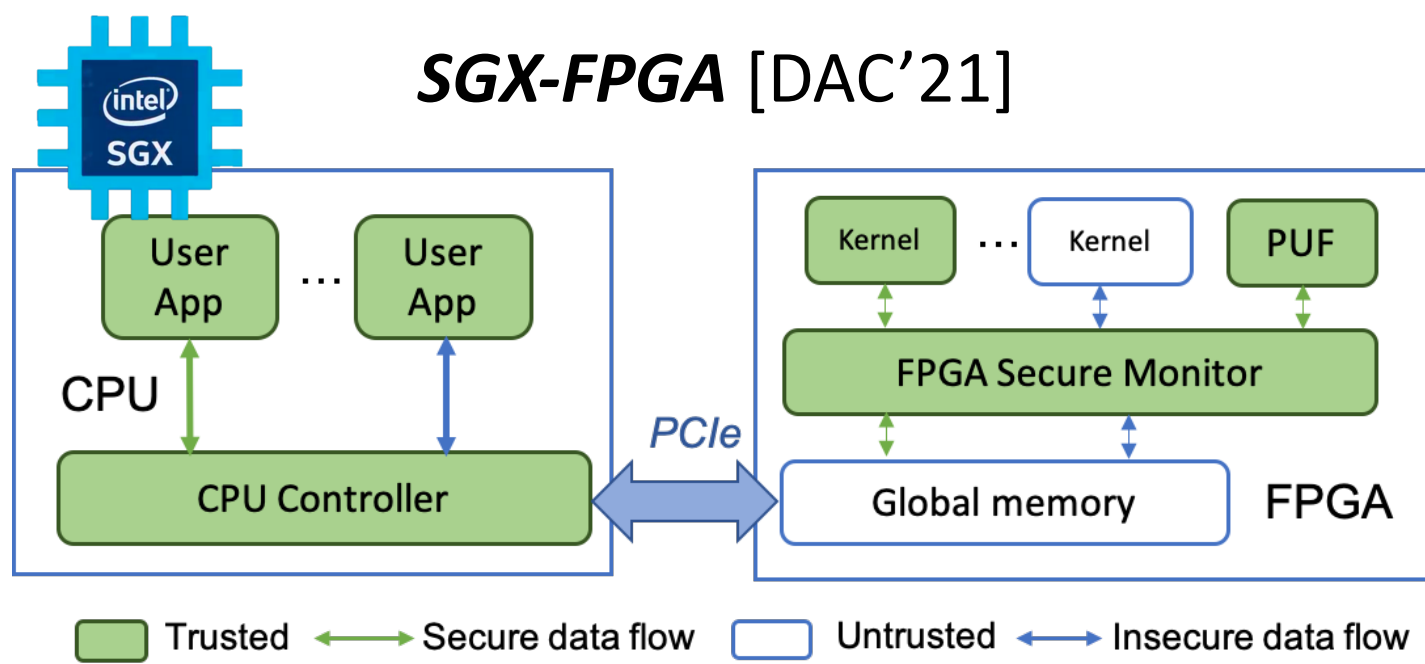 SGX-FPGA [DAC’21]
intel
SGX
User
App
...
User
App
CPU
CPU Controller
PCIe
Kernel
...
Kernel
PUF
FPGA Secure Monitor
Global memory
FPGA
Trusted
Secure data flow
Untrusted
Insecure data flow